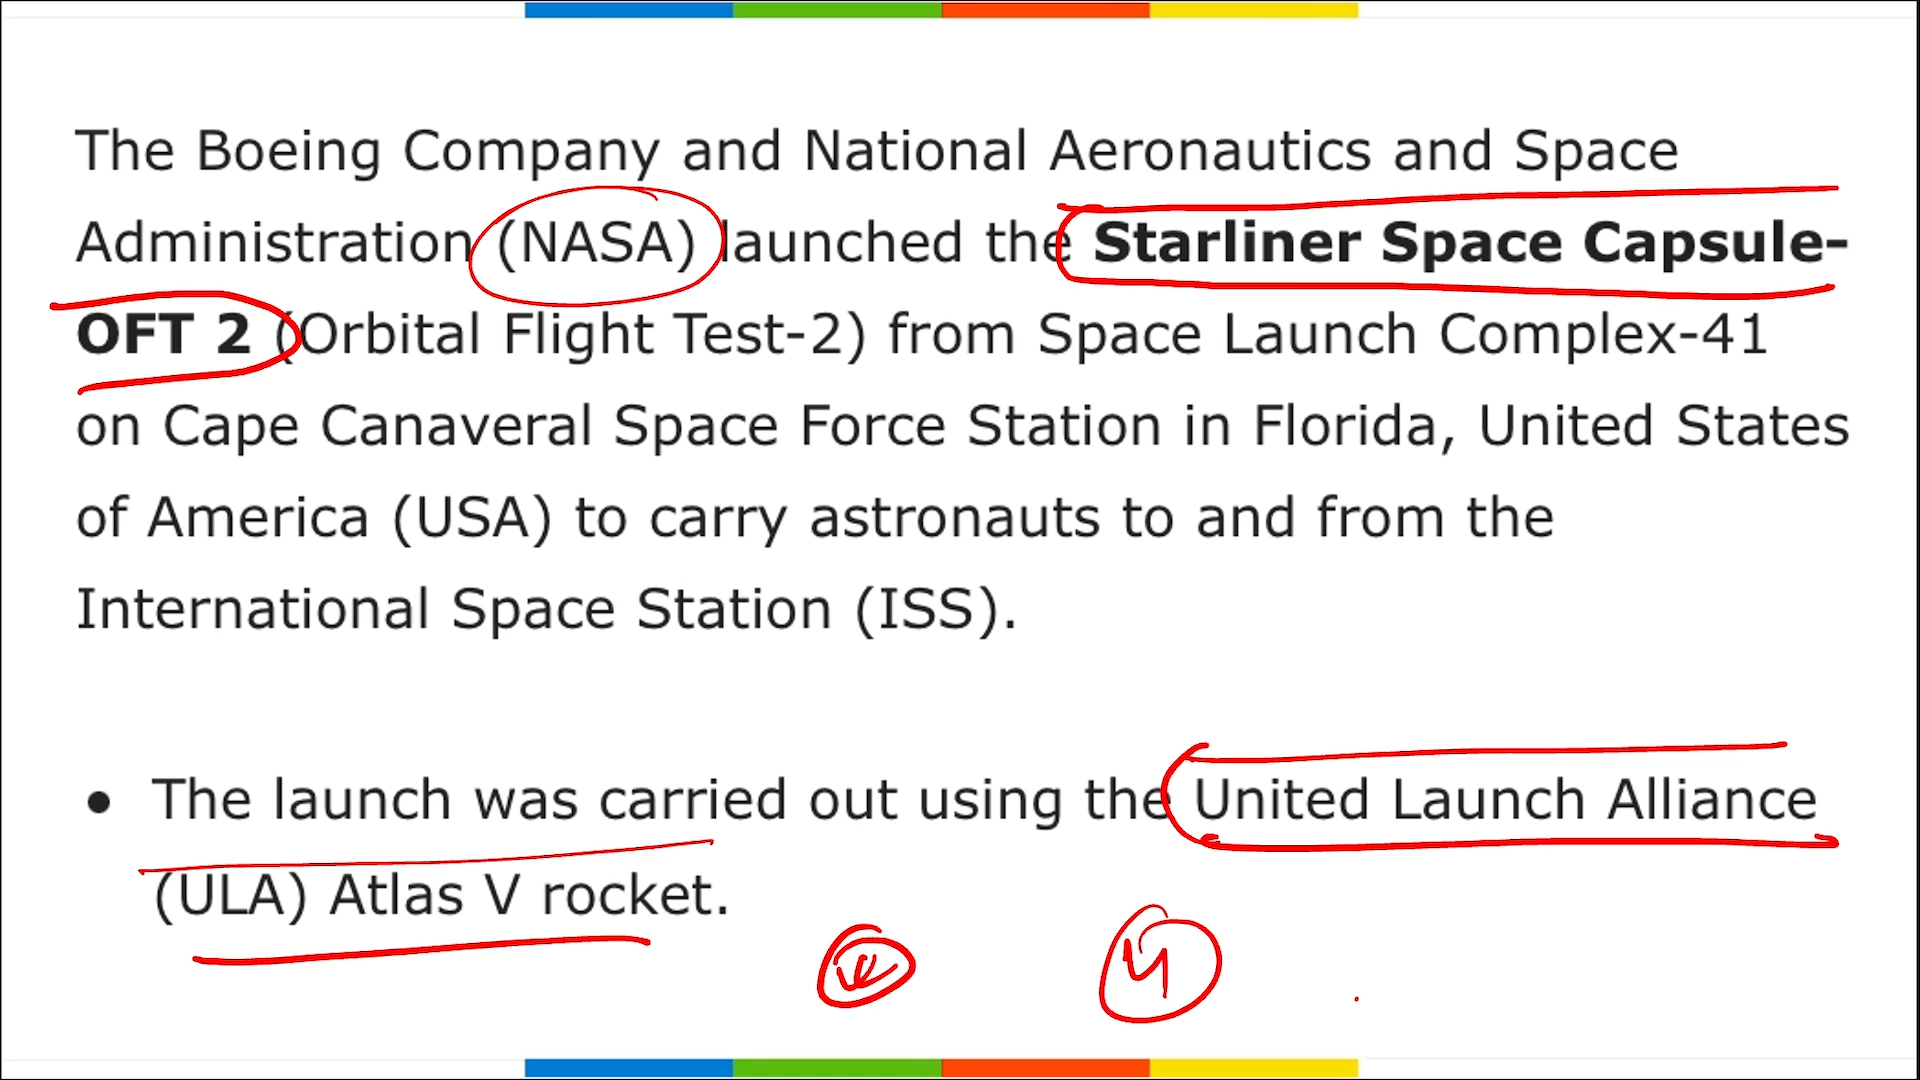 The Boeing Company and National Aeronautics and Space
Administration (NASA) launched the Starliner Space Capsule-
OFT 2 (Orbital Flight Test-2) from Space Launch Complex-41
on Cape Canaveral Space Force Station in Florida, United States
of America (USA) to carry astronauts to and from the
International Space Station (ISS).
• The launch was carried out using the United Launch Alliance
(ULA) Atlas V rocket.